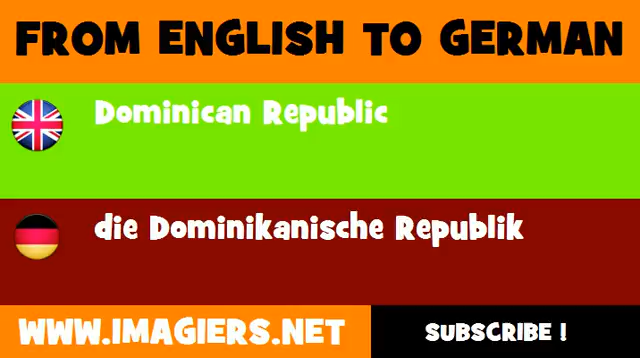 FROM ENGLISH TO GERMAN
Dominican Republic
die Dominikanische Republik
WWW.IMAGIERS.NET
SUBSCRIBE !